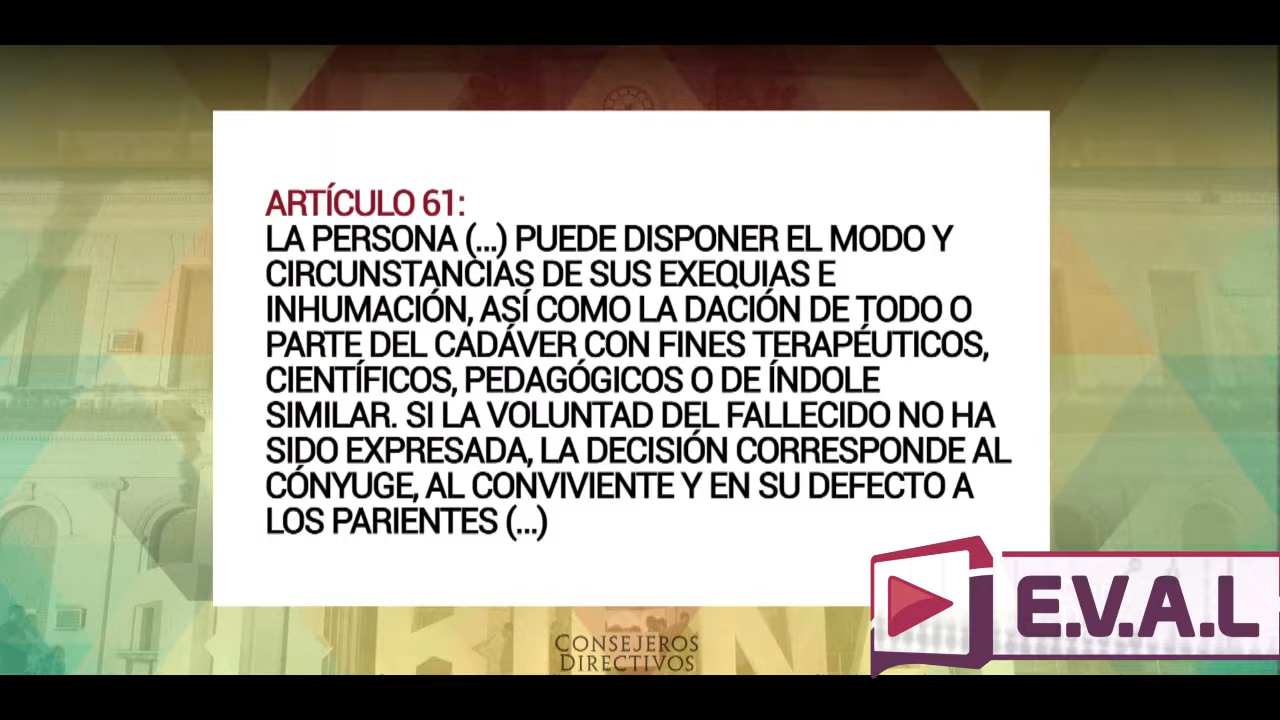 ARTÍCULO 61:
LA PERSONA (...) PUEDE DISPONER EL MODO Y
CIRCUNSTANCIAS DE SUS EXEQUIAS E
INHUMACIÓN, ASÍ COMO LA DACIÓN DE TODO O
PARTE DEL CADÁVER CON FINES TERAPÉUTICOS,
CIENTÍFICOS, PEDAGÓGICOS O DE ÍNDOLE
SIMILAR. SI LA VOLUNTAD DEL FALLECIDO NO HA
SIDO EXPRESADA, LA DECISIÓN CORRESPONDE AL
CÓNYUGE, AL CONVIVIENTE Y EN SU DEFECTO A
LOS PARIENTES (...)
E.V.A.L
CONSEJEROS
DIRECTIVOS